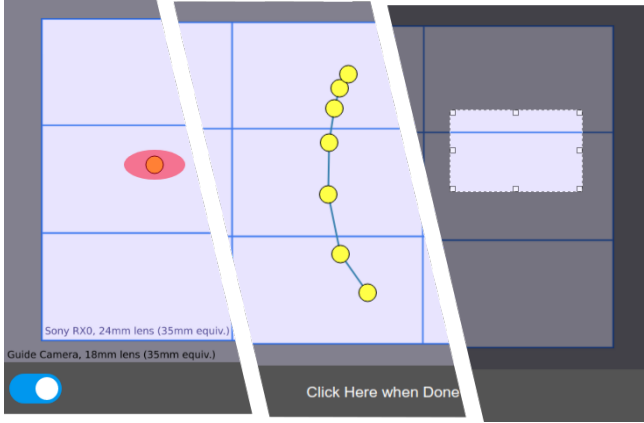 Sony RX0, 24mm lens (35mm equiv.)
Guide Camera, 18mm lens (35mm equiv.)
Click Here when Done